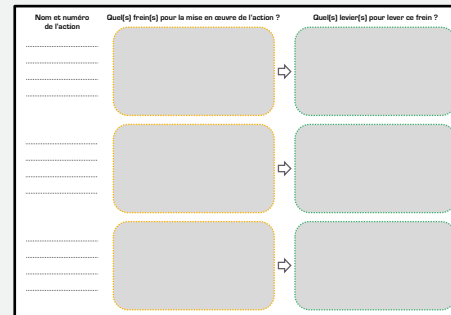 Nom et numéro
de l'action
Quel(s) frein(s) pour la mise en œuvre de l'action ?
Quel(s) levier(s) pour lever ce frein ?